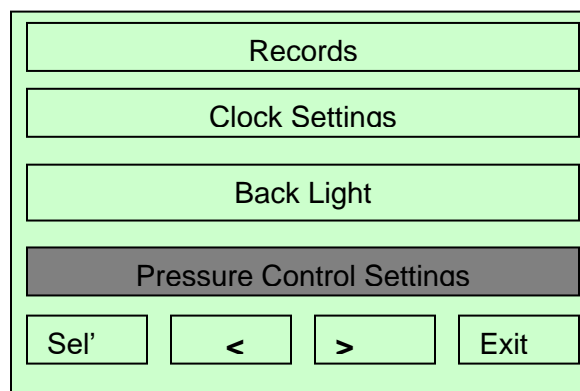 Records
Clock Settings
Back Light
Pressure Control Settings
Sel' < > Exit